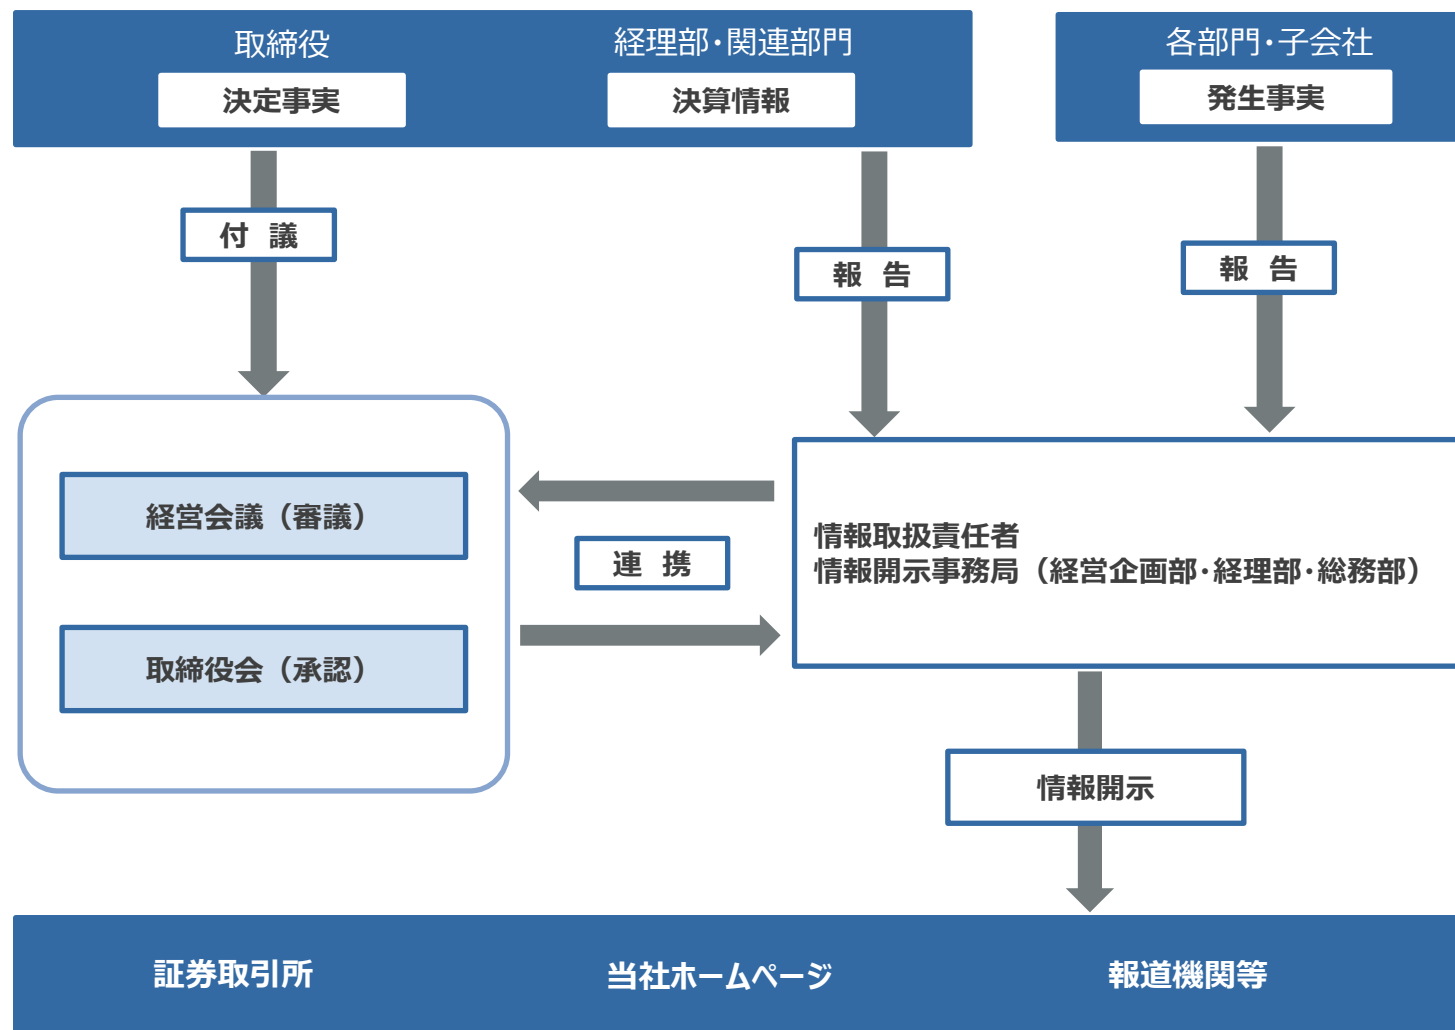 取締役
経理部・関連部門
各部門・子会社
決定事実
決算情報
発生事実
付 議
報 告
報 告
経営会議（審議）
連 携
情報取扱責任者
情報開示事務局（経営企画部・経理部・総務部）
取締役会（承認）
情報開示
証券取引所
当社ホームページ
報道機関等